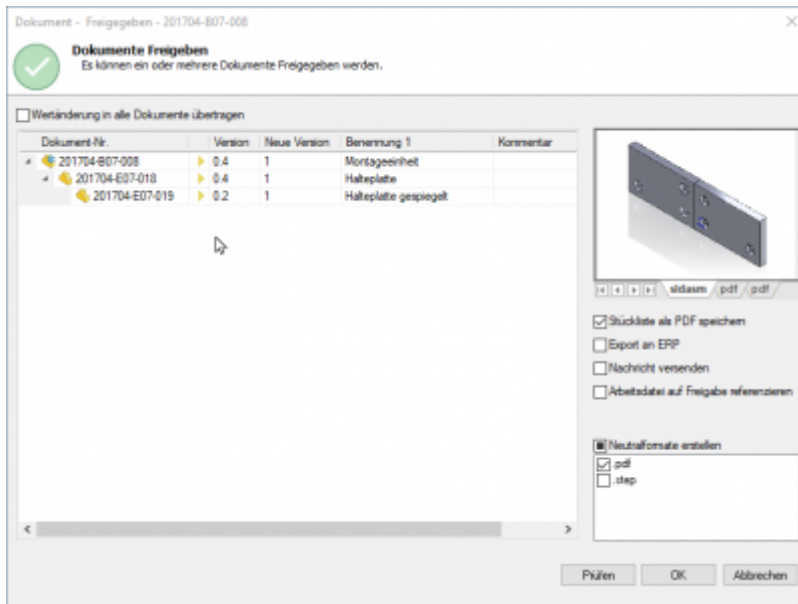 Dokument - Freigegeben - 201704-B07-008
Dokumente Freigeben
Es können ein oder mehrere Dokumente Freigegeben werden.
Wertänderung in alle Dokumente übertragen
Dokument-Nr. Version Neue Version Benennung 1 Kommentar
201704-B07-008 0.4 1 Montageeinheit
201704-E07-018 0.4 1 Halteplatte
201704-E07-019 0.2 1 Halteplatte gespiegelt
sldasm pdf pdf
Stückliste als PDF speichern
Export an ERP
Nachricht versenden
Arbeitsdatei auf Freigabe referenzieren
Neutralformate erstellen
.pdf
.step
Prüfen OK Abbrechen